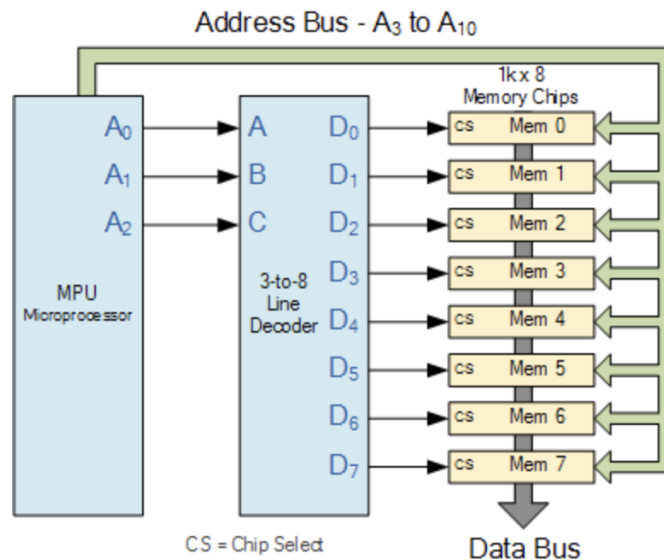 Address Bus - A₃ to A₁₀
1k x 8
Memory Chips
MPU
Microprocessor
A₀
A₁
A₂
A
B
C
3-to-8
Line
Decoder
D₀
D₁
D₂
D₃
D₄
D₅
D₆
D₇
CS Mem 0
CS Mem 1
CS Mem 2
CS Mem 3
CS Mem 4
CS Mem 5
CS Mem 6
CS Mem 7
CS = Chip Select
Data Bus